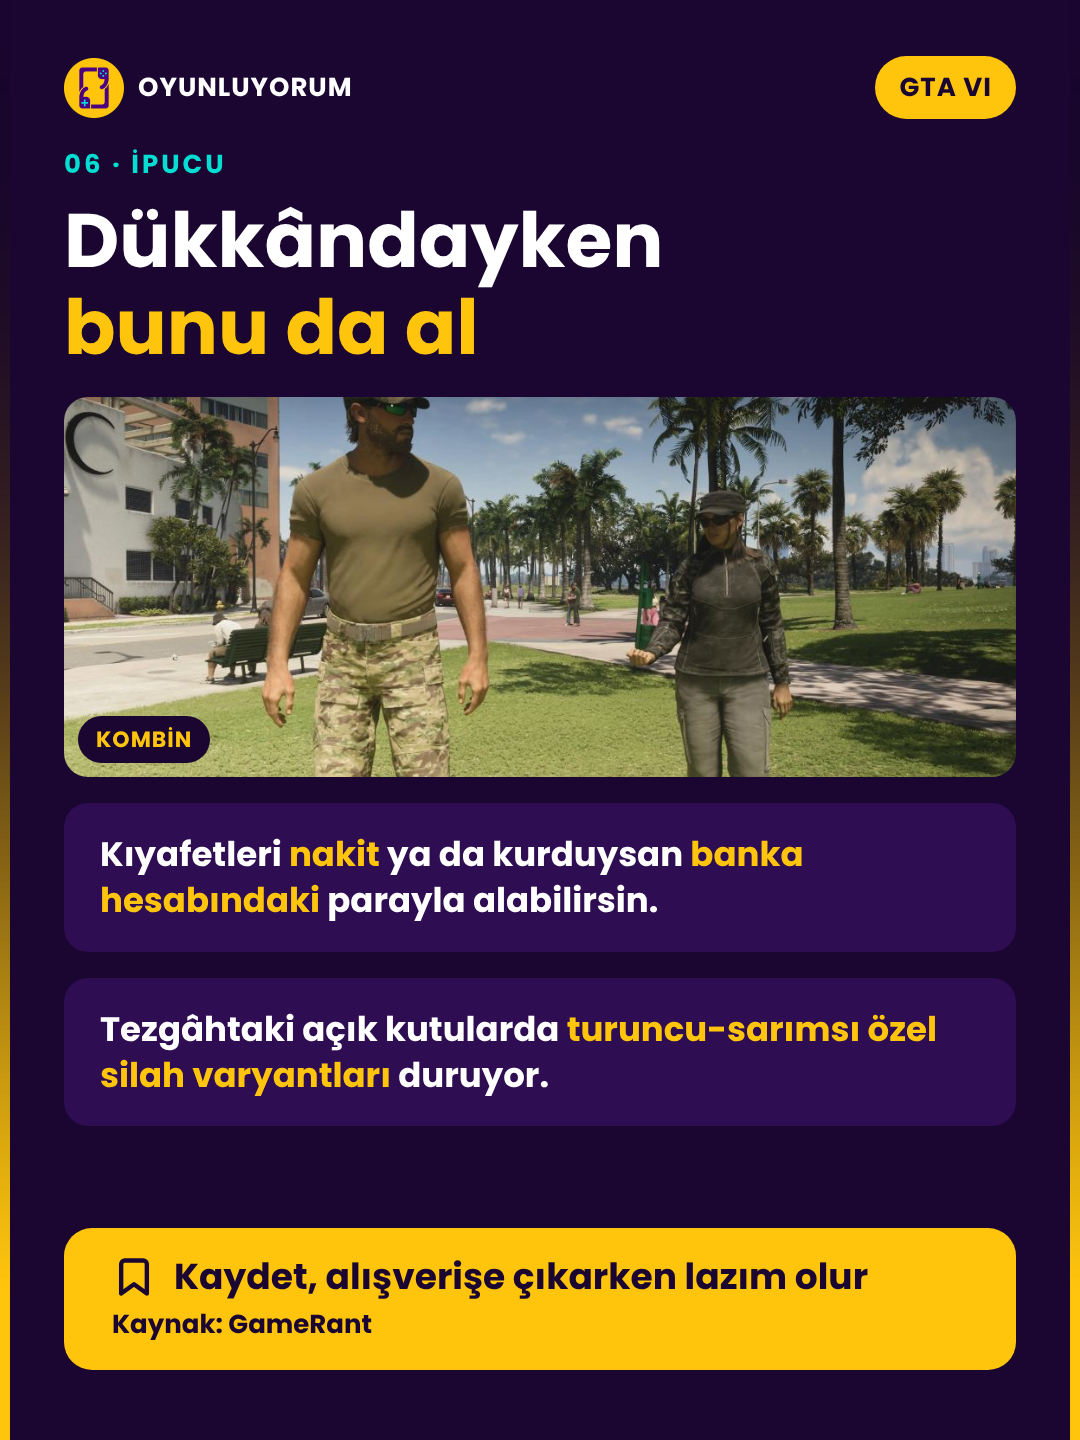 OYUNLUYORUM
GTA VI
06 · İPUCU
Dükkândayken
bunu da al
KOMBİN
Kıyafetleri nakit ya da kurduysan banka
hesabındaki parayla alabilirsin.
Tezgâhtaki açık kutularda turuncu-sarımsı özel
silah varyantları duruyor.
Kaydet, alışverişe çıkarken lazım olur
Kaynak: GameRant